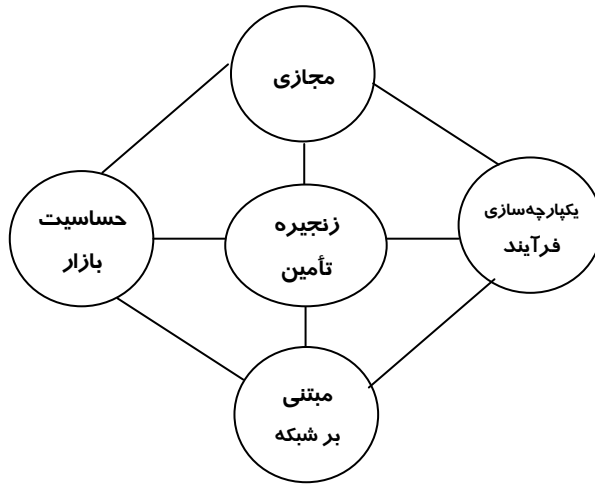 مجازی
یکپارچه‌سازی
فرآیند
زنجیره
تأمین
حساسیت
بازار
مبتنی
بر شبکه